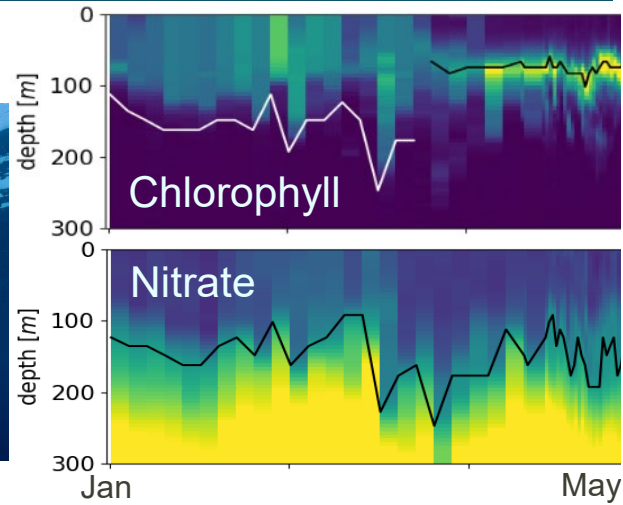 0
100
200
300
depth [m]
Chlorophyll
0
100
200
300
depth [m]
Nitrate
Jan
May